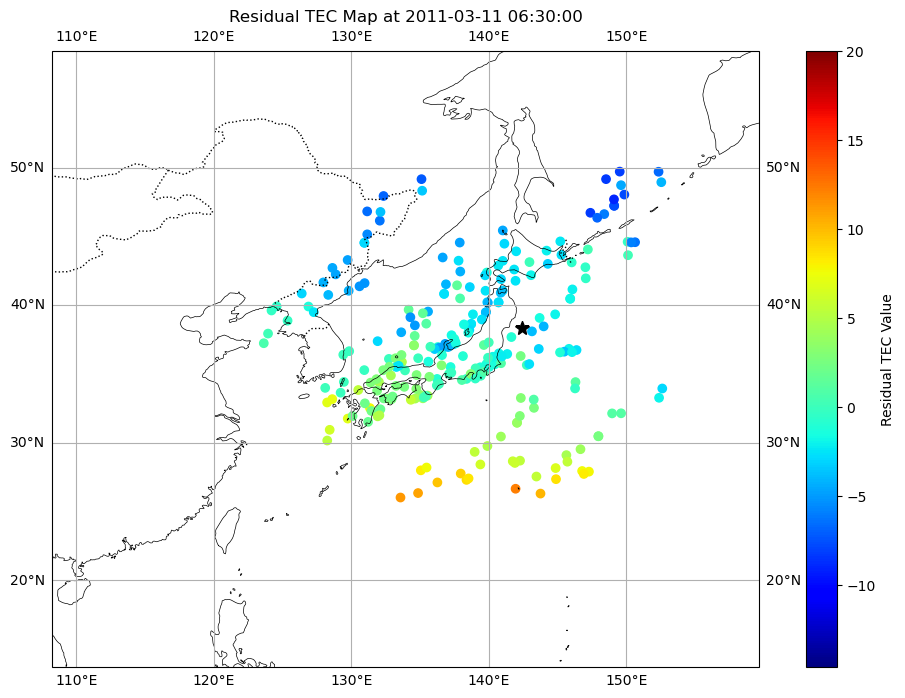 Residual TEC Map at 2011-03-11 06:30:00
110°E 120°E 130°E 140°E 150°E
50°N 50°N
40°N 40°N
30°N 30°N
20°N 20°N
110°E 120°E 130°E 140°E 150°E
20
15
10
5
0
−5
−10
Residual TEC Value